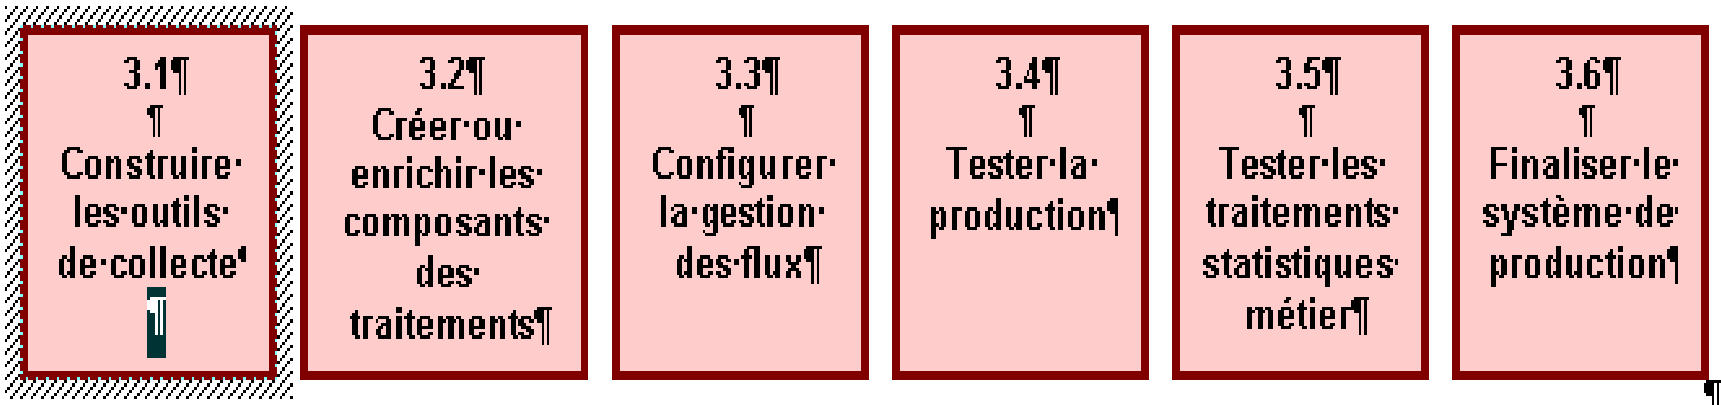 3.1¶
¶
Construire·
les·outils·
de·collecte¶
¶
3.2¶
Créer·ou·
enrichir·les·
composants·
des·
traitements¶
3.3¶
¶
Configurer·
la·gestion·
des·flux¶
3.4¶
¶
Tester·la·
production¶
3.5¶
¶
Tester·les·
traitements·
statistiques·
métier¶
3.6¶
¶
Finaliser·le·
système·de·
production¶
¶